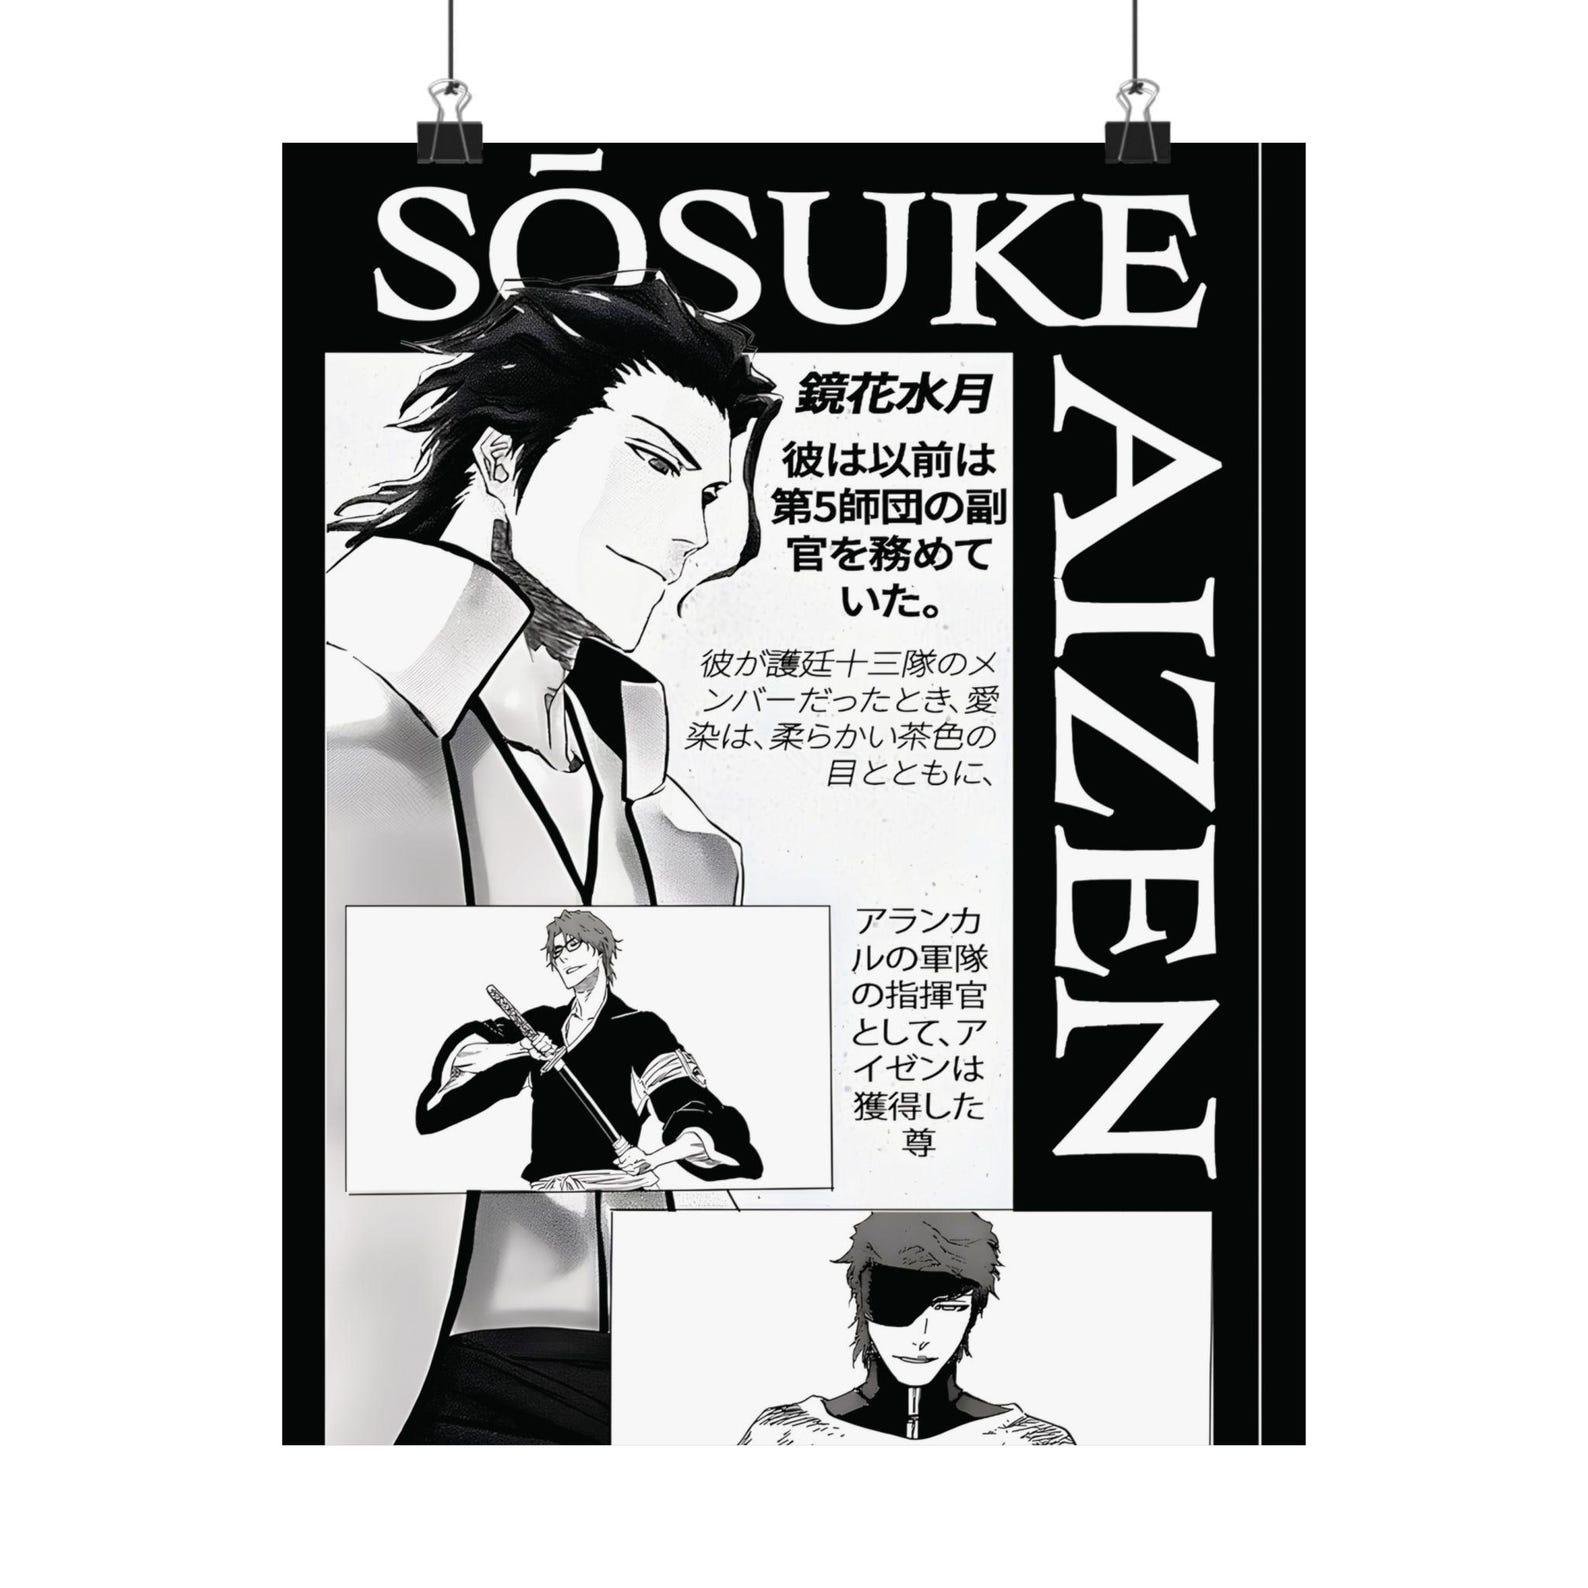 SŌSUKE
AIZEN
鏡花水月
彼は以前は
第5師団の副
官を務めて
いた。
彼が護廷十三隊のメ
ンバーだったとき、愛
染は、柔らかい茶色の
目とともに、
アランカ
ルの軍隊
の指揮官
として、ア
イゼンは
獲得した
尊